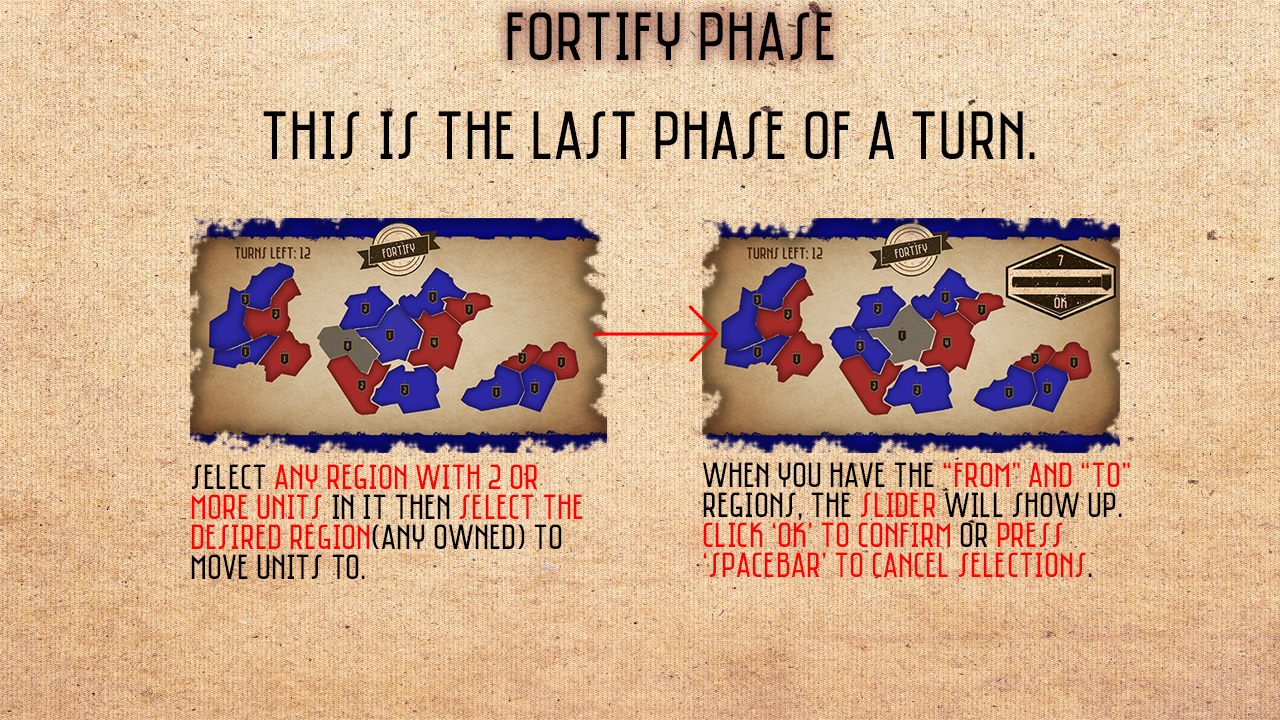 FORTIFY PHASE
THIS IS THE LAST PHASE OF A TURN.
TURNS LEFT: 12
FORTIFY
TURNS LEFT: 12
FORTIFY
7
OK
SELECT ANY REGION WITH 2 OR
MORE UNITS IN IT THEN SELECT THE
DESIRED REGION(ANY OWNED) TO
MOVE UNITS TO.
WHEN YOU HAVE THE “FROM” AND “TO”
REGIONS, THE SLIDER WILL SHOW UP.
CLICK ‘OK’ TO CONFIRM OR PRESS
‘SPACEBAR’ TO CANCEL SELECTIONS.